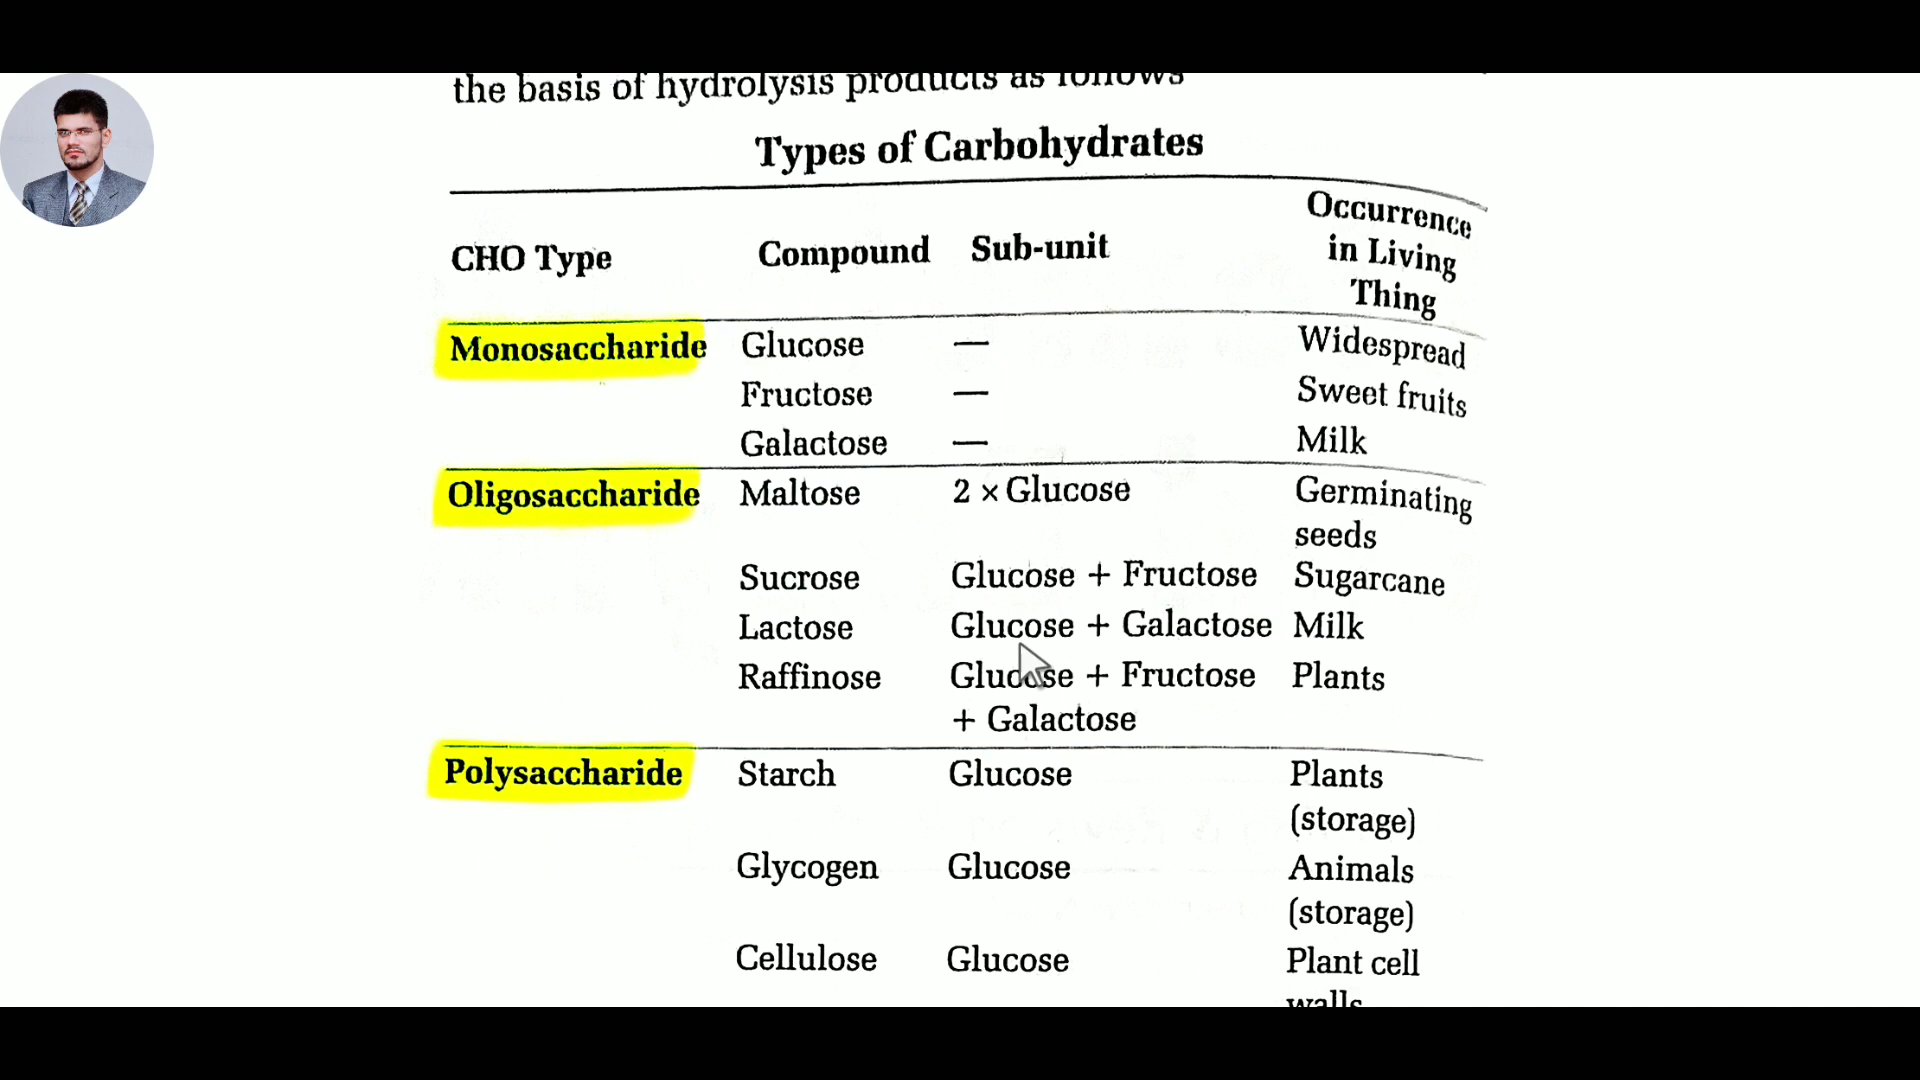 the basis of hydrolysis products as follows
Types of Carbohydrates
CHO Type Compound Sub-unit Occurrence in Living Thing
Monosaccharide Glucose — Widespread
Fructose — Sweet fruits
Galactose — Milk
Oligosaccharide Maltose 2 × Glucose Germinating seeds
Sucrose Glucose + Fructose Sugarcane
Lactose Glucose + Galactose Milk
Raffinose Glucose + Fructose + Galactose Plants
Polysaccharide Starch Glucose Plants (storage)
Glycogen Glucose Animals (storage)
Cellulose Glucose Plant cell walls